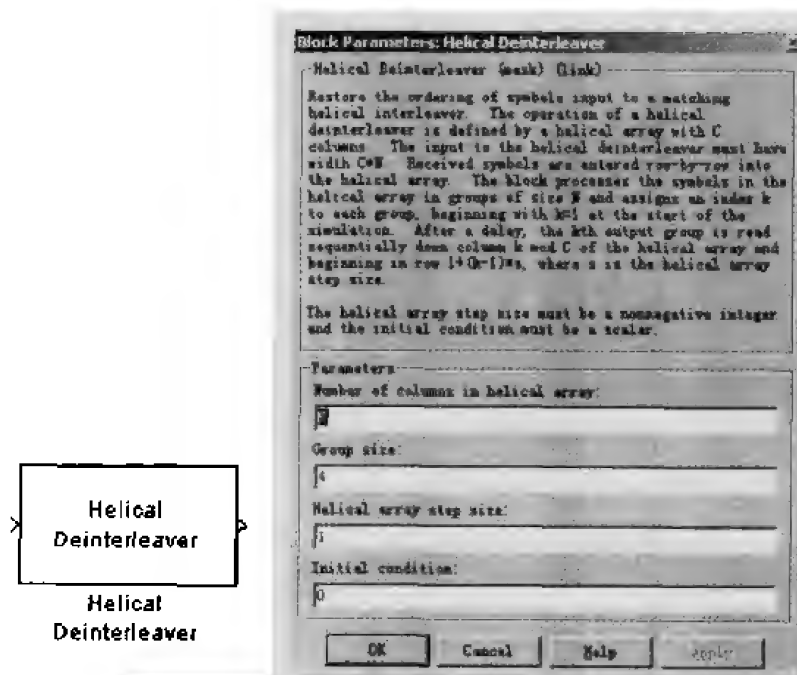 Block Parameters: Helical Deinterleaver
Helical Deinterleaver (mask) (link)
Restore the ordering of symbols input to a matching
helical interleaver. The operation of a helical
deinterleaver is defined by a helical array with C
columns. The input to the helical deinterleaver must have
width C*N. Received symbols are entered row-by-row into
the helical array. The block processes the symbols in the
helical array in groups of size N and assigns an index k
to each group, beginning with k=1 at the start of the
simulation. After a delay, the kth output group is read
sequentially down column k mod C of the helical array and
beginning in row 1+(k-1)*s, where s is the helical array
step size.
The helical array step size must be a nonnegative integer
and the initial condition must be a scalar.
Parameters
Number of columns in helical array:
Group size:
4
Helical array step size:
1
Initial condition:
0
OK Cancel Help Apply
Helical
Deinterleaver
Helical
Deinterleaver